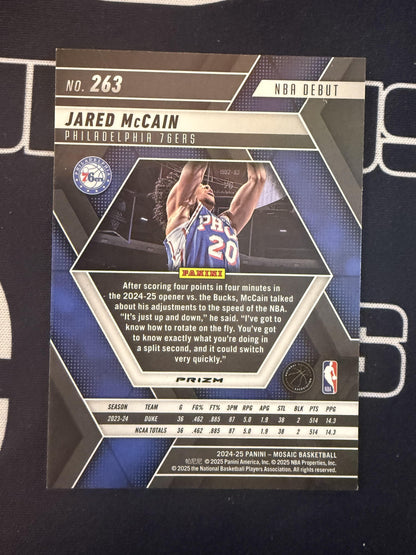 NO. 263
NBA DEBUT
JARED McCAIN
PHILADELPHIA 76ERS
76ERS
PHILA
20
PANINI
After scoring four points in four minutes in
the 2024-25 opener vs. the Bucks, McCain talked
about his adjustments to the speed of the NBA.
“It’s just up and down,” he said. “I’ve got to
know how to rotate on the fly. You’ve got
to know exactly what you’re doing in
a split second, and it could switch
very quickly.”
PRIZM
NBA
SEASON TEAM G FG% FT% 3PM RPG APG STL BLK PTS PPG
2023-24 DUKE 36 .462 .885 87 5.0 1.9 38 2 514 14.3
NCAA TOTALS 36 .462 .885 87 5.0 1.9 38 2 514 14.3
2024-25 PANINI – MOSAIC BASKETBALL
帕尼尼 © 2025 Panini America, Inc. © 2025 NBA Properties, Inc.
© 2025 the National Basketball Players Association.